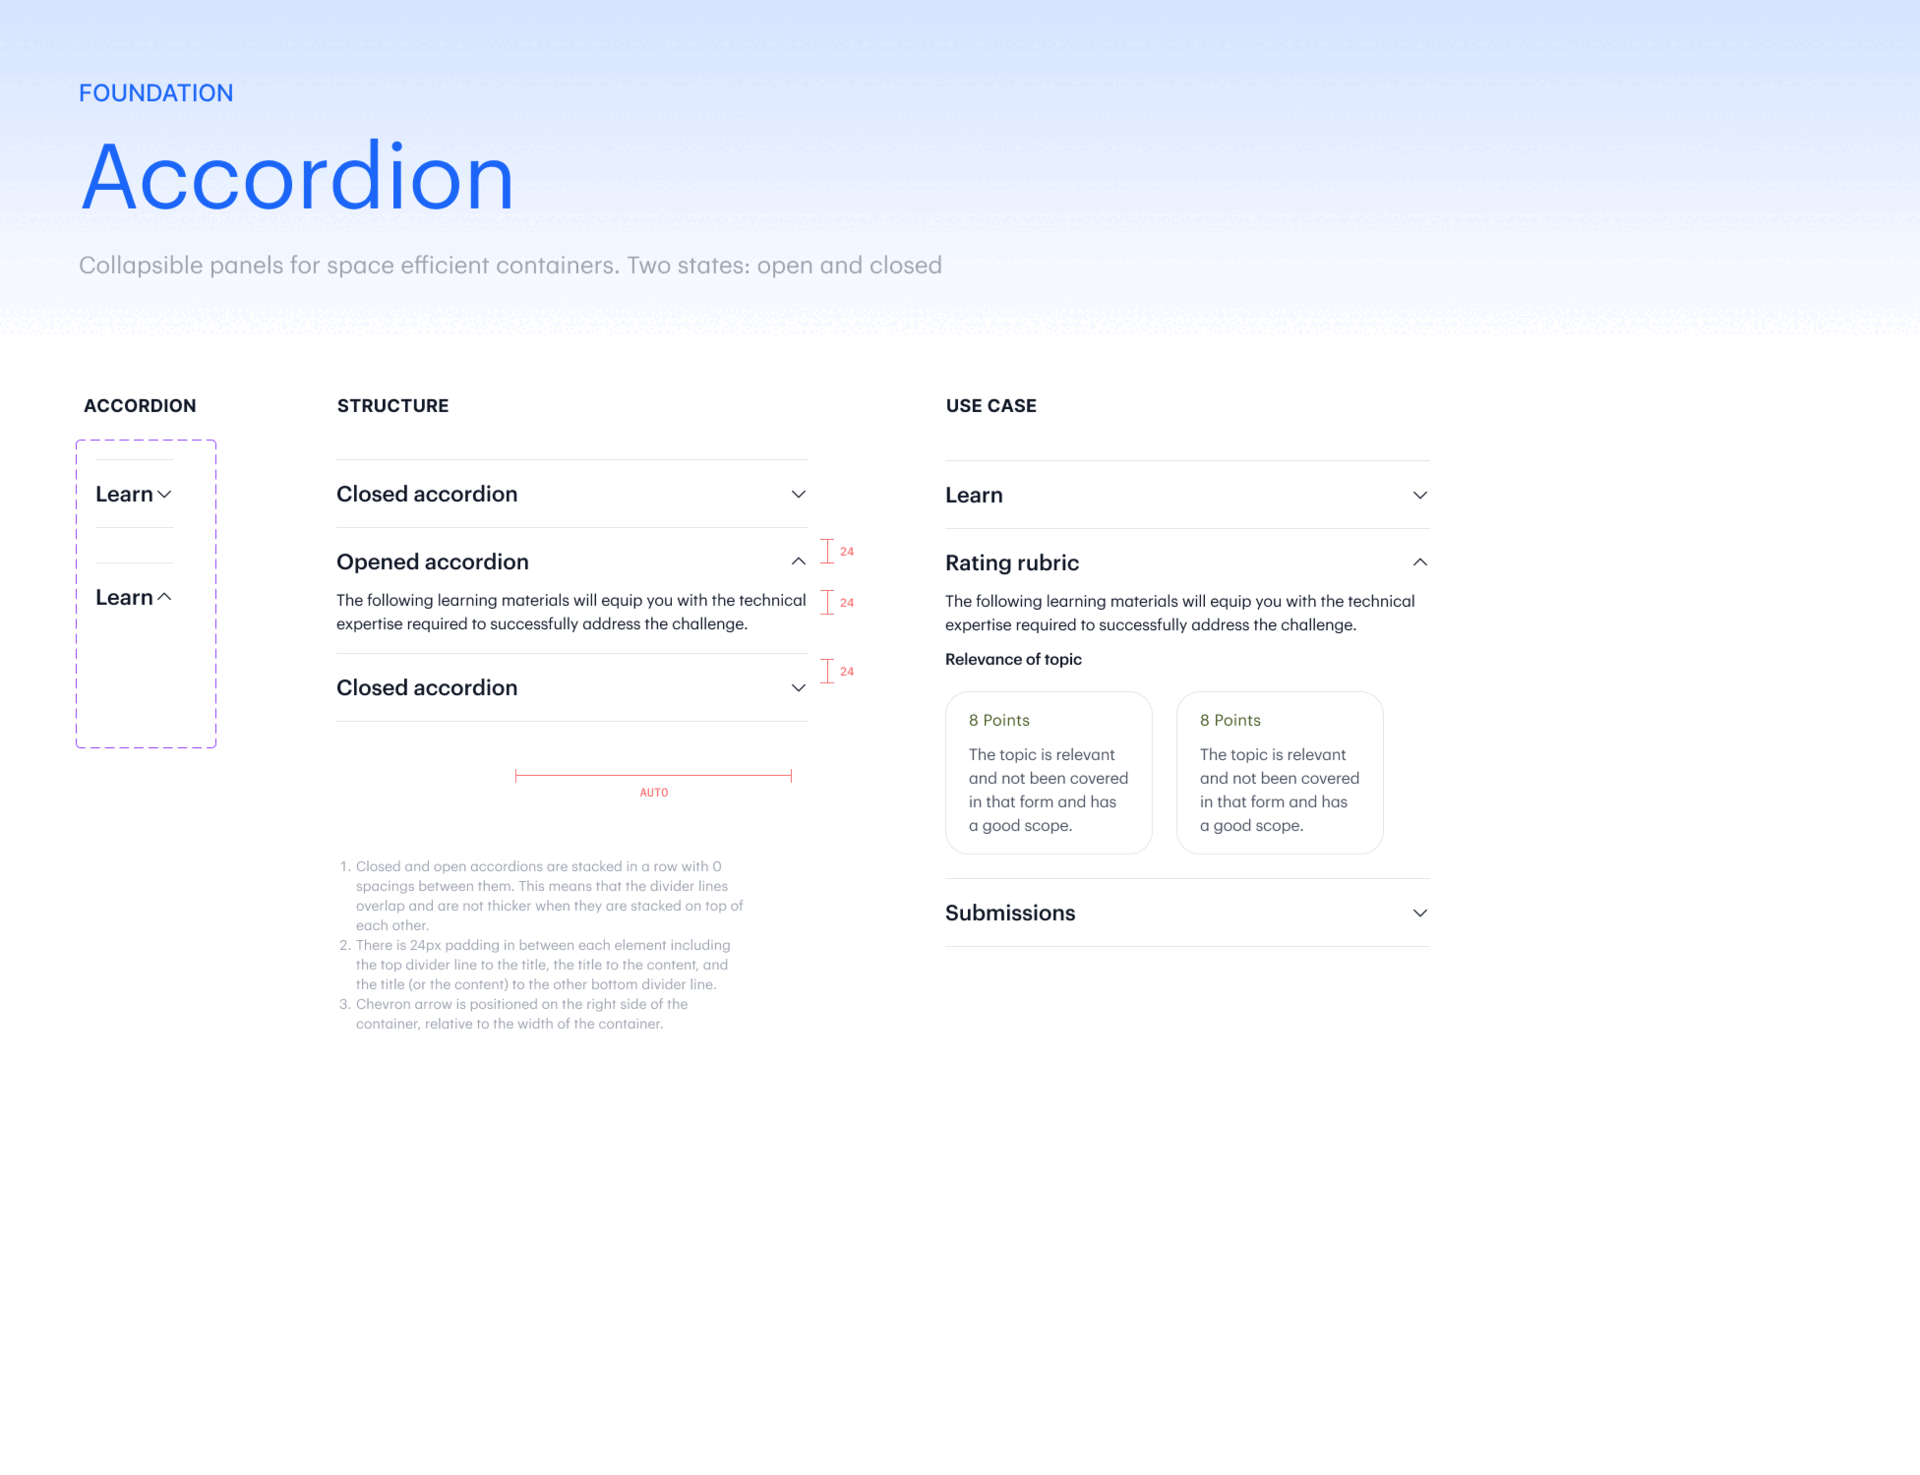 FOUNDATION
Accordion
Collapsible panels for space efficient containers. Two states: open and closed
ACCORDION
Learn
Learn
STRUCTURE
Closed accordion
Opened accordion
The following learning materials will equip you with the technical
expertise required to successfully address the challenge.
Closed accordion
24
24
24
AUTO
1. Closed and open accordions are stacked in a row with 0
spacings between them. This means that the divider lines
overlap and are not thicker when they are stacked on top of
each other.
2. There is 24px padding in between each element including
the top divider line to the title, the title to the content, and
the title (or the content) to the other bottom divider line.
3. Chevron arrow is positioned on the right side of the
container, relative to the width of the container.
USE CASE
Learn
Rating rubric
The following learning materials will equip you with the technical
expertise required to successfully address the challenge.
Relevance of topic
8 Points
The topic is relevant
and not been covered
in that form and has
a good scope.
8 Points
The topic is relevant
and not been covered
in that form and has
a good scope.
Submissions